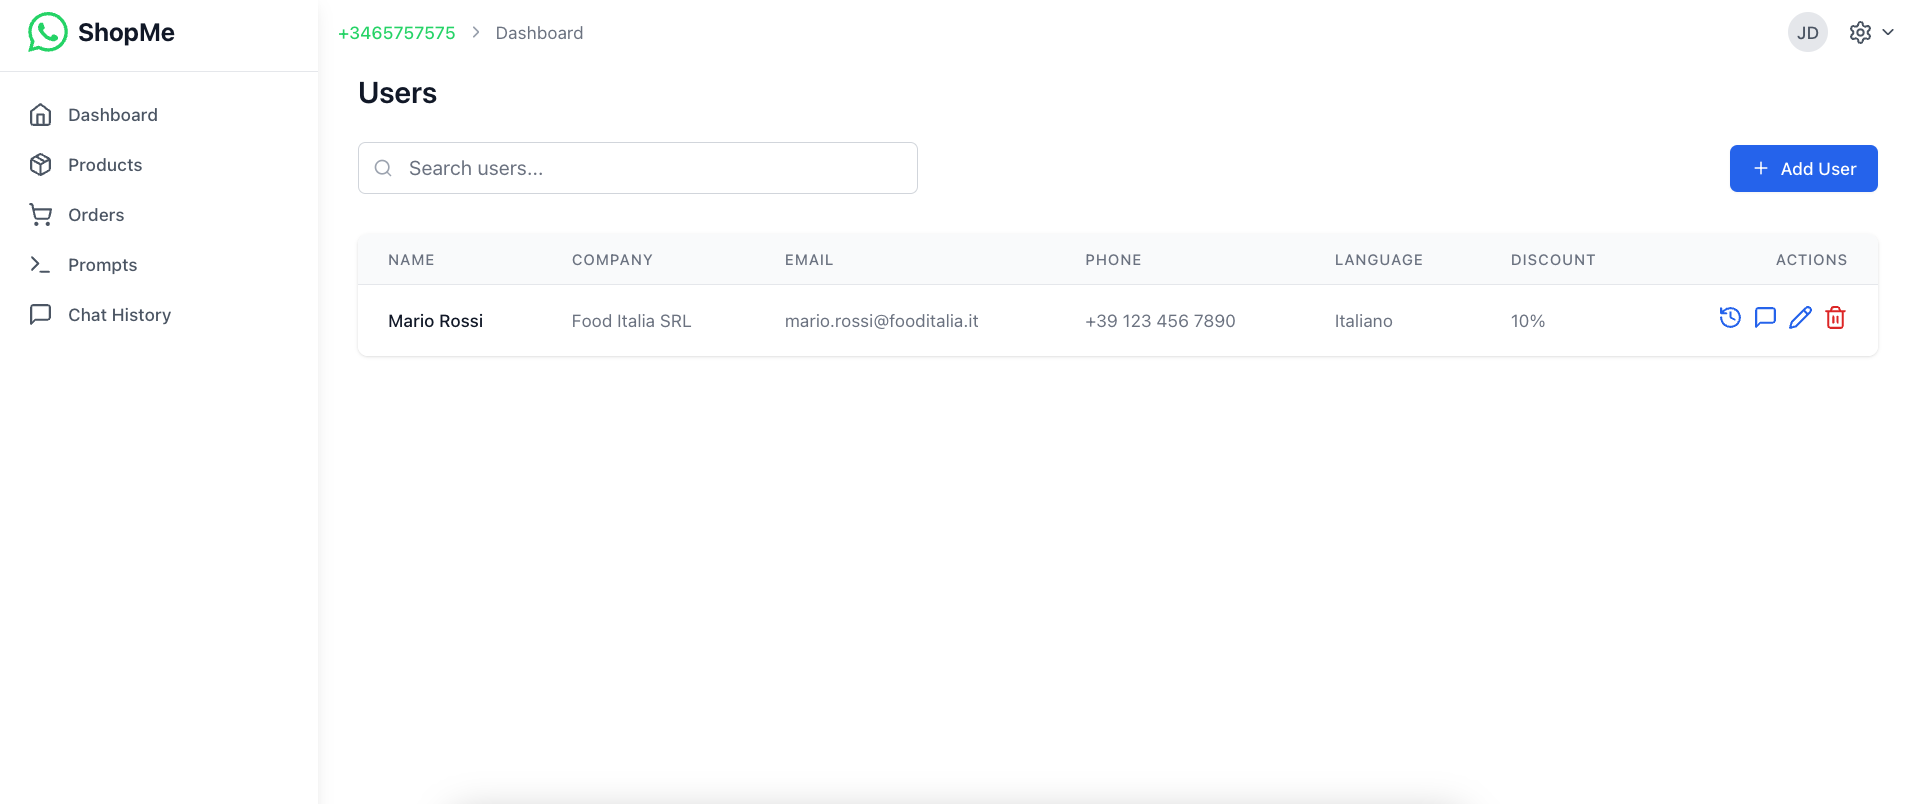 ShopMe
+3465757575 > Dashboard
JD
Dashboard
Products
Orders
Prompts
Chat History
Users
Search users...
+ Add User
NAME COMPANY EMAIL PHONE LANGUAGE DISCOUNT ACTIONS
Mario Rossi Food Italia SRL mario.rossi@fooditalia.it +39 123 456 7890 Italiano 10%